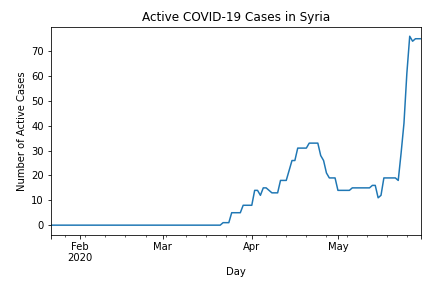 Active COVID-19 Cases in Syria
Number of Active Cases
70
60
50
40
30
20
10
0
Feb
2020
Mar
Apr
May
Day